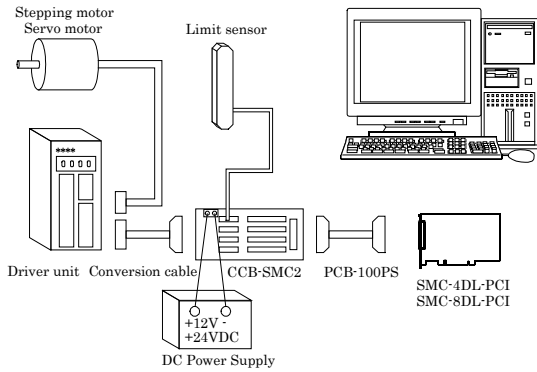 Stepping motor
Servo motor
Limit sensor
****
Driver unit
Conversion cable
CCB-SMC2
PCB-100PS
SMC-4DL-PCI
SMC-8DL-PCI
+12V -
+24VDC
DC Power Supply